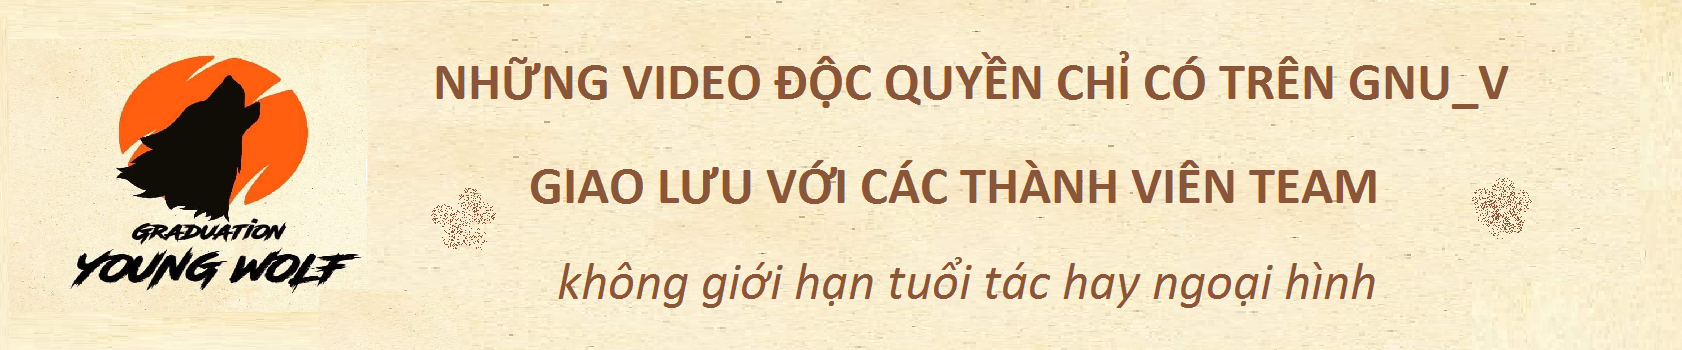 GRADUATION
YOUNG WOLF
NHỮNG VIDEO ĐỘC QUYỀN CHỈ CÓ TRÊN GNU_V
GIAO LƯU VỚI CÁC THÀNH VIÊN TEAM
không giới hạn tuổi tác hay ngoại hình